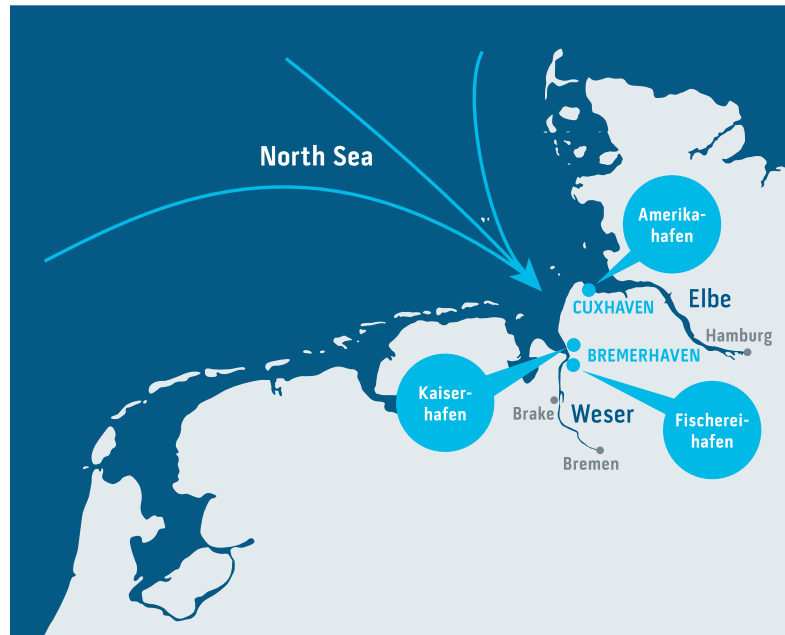 North Sea
Amerika-
hafen
CUXHAVEN
Elbe
Hamburg
BREMERHAVEN
Kaiser-
hafen
Brake
Weser
Fischerei-
hafen
Bremen